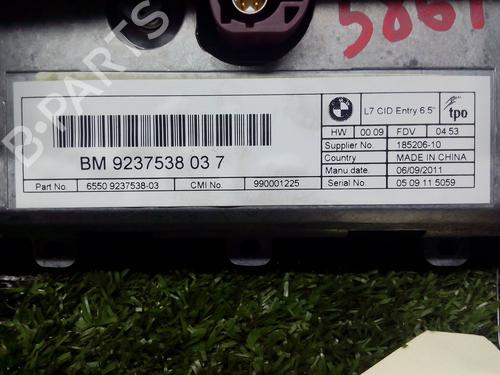 5861
BMW
L7 CID Entry 6.5"
tpo
HW 00 09 FDV 04 53
Supplier No. 185206-10
Country MADE IN CHINA
Manu.date 06/09/2011
Serial No. 05 09 11 5059
BM 9237538 03 7
Part No. 6550 9237538-03 CMI No. 990001225
B-PARTS